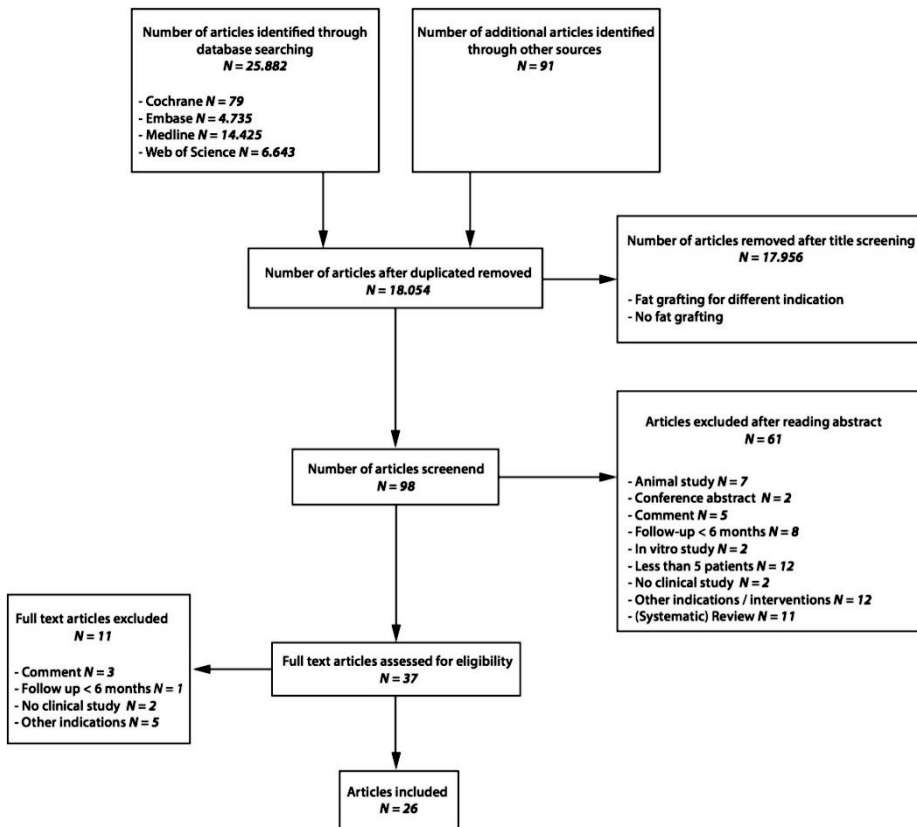 Number of articles identified through
database searching
N = 25.882
- Cochrane N = 79
- Embase N = 4.735
- Medline N = 14.425
- Web of Science N = 6.643
Number of additional articles identified
through other sources
N = 91
Number of articles after duplicated removed
N = 18.054
Number of articles removed after title screening
N = 17.956
- Fat grafting for different indication
- No fat grafting
Number of articles screenend
N = 98
Articles excluded after reading abstract
N = 61
- Animal study N = 7
- Conference abstract N = 2
- Comment N = 5
- Follow-up < 6 months N = 8
- In vitro study N = 2
- Less than 5 patients N = 12
- No clinical study N = 2
- Other indications / interventions N = 12
- (Systematic) Review N = 11
Full text articles excluded
N = 11
- Comment N = 3
- Follow up < 6 months N = 1
- No clinical study N = 2
- Other indications N = 5
Full text articles assessed for eligibility
N = 37
Articles included
N = 26